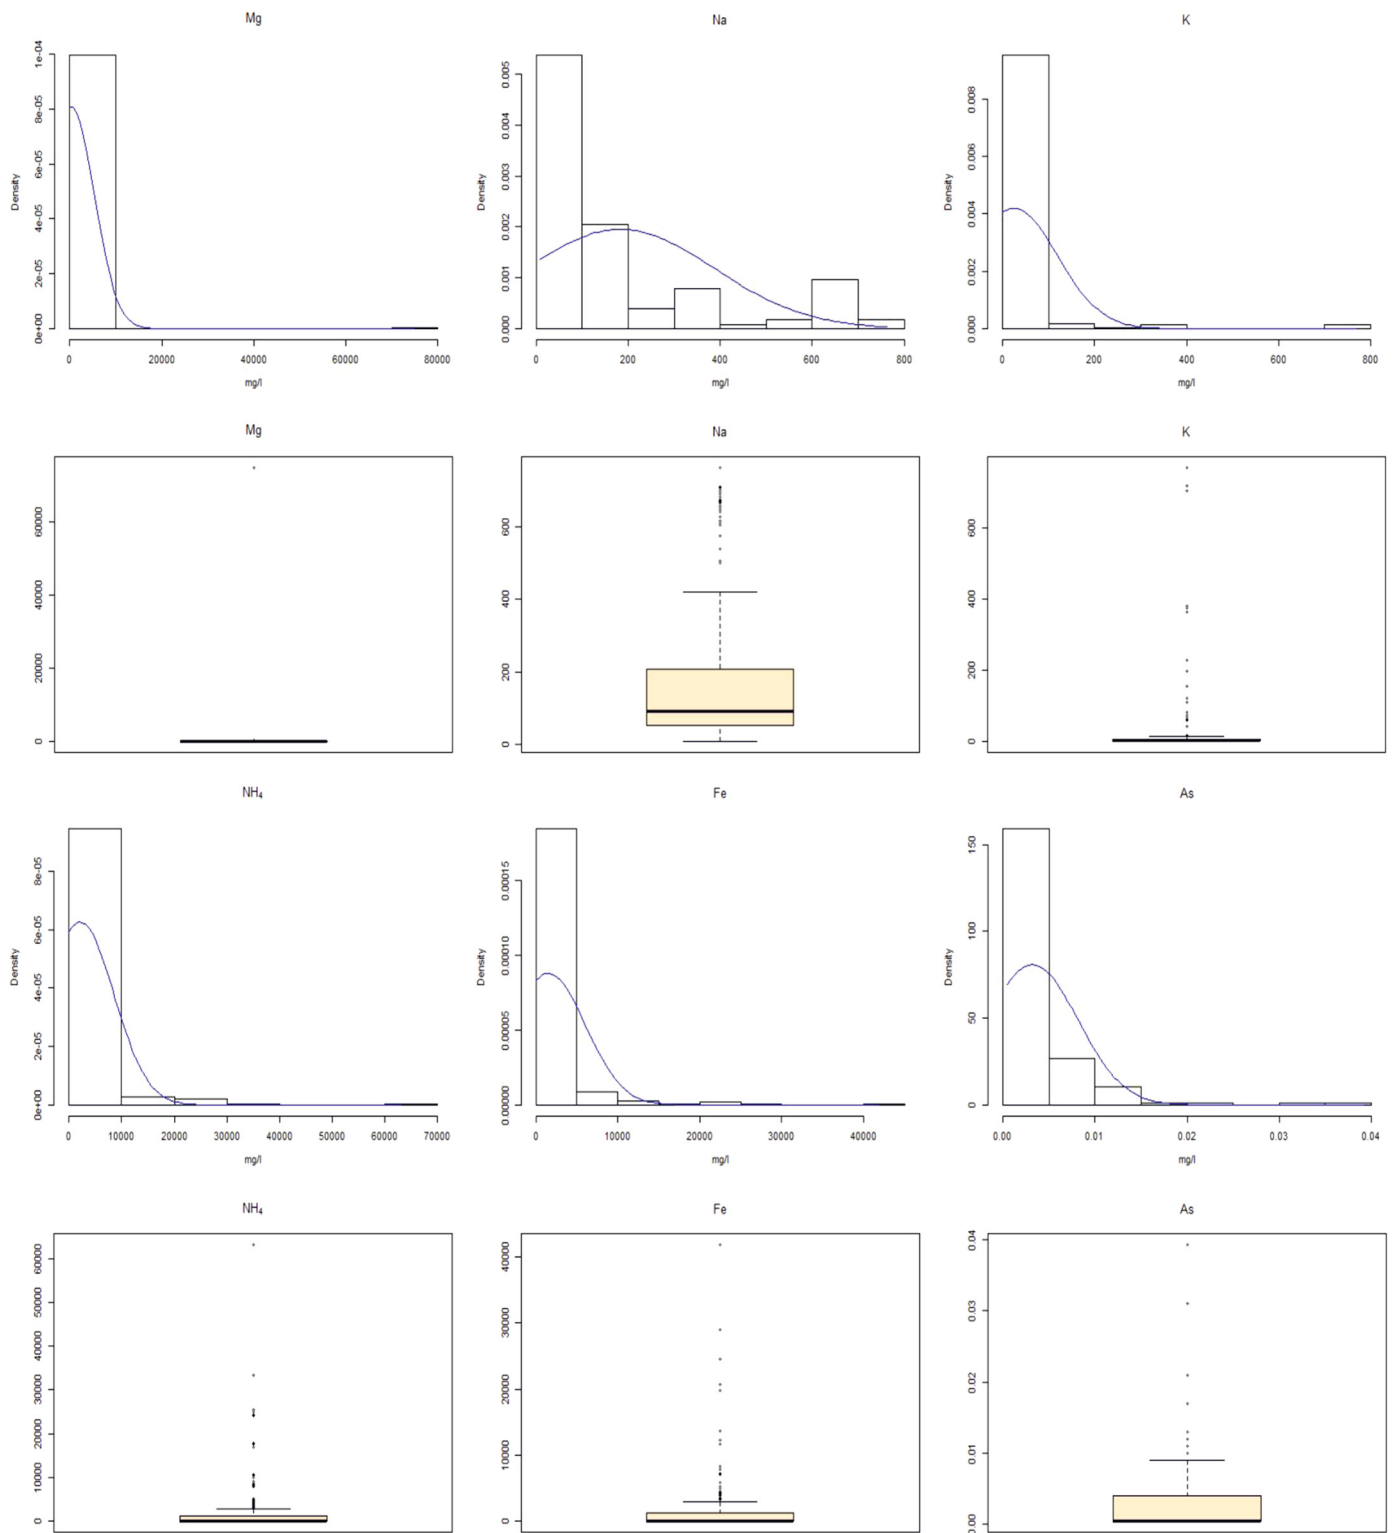 Mg
Na
K
Density
0e+00 2e-05 4e-05 6e-05 8e-05 1e-04
Density
0.000 0.001 0.002 0.003 0.004 0.005
Density
0.000 0.002 0.004 0.006 0.008
0 20000 40000 60000 80000
0 200 400 600 800
0 200 400 600 800
mg/l
mg/l
mg/l
Mg
Na
K
0 20000 40000 60000
0 200 400 600
0 200 400 600
NH₄
Fe
As
Density
0e+00 2e-05 4e-05 6e-05 8e-05
Density
0.00000 0.00005 0.00010 0.00015
Density
0 50 100 150
0 10000 20000 30000 40000 50000 60000 70000
0 10000 20000 30000 40000
0.00 0.01 0.02 0.03 0.04
mg/l
mg/l
mg/l
NH₄
Fe
As
0 10000 20000 30000 40000 50000 60000
0 10000 20000 30000 40000
0.00 0.01 0.02 0.03 0.04